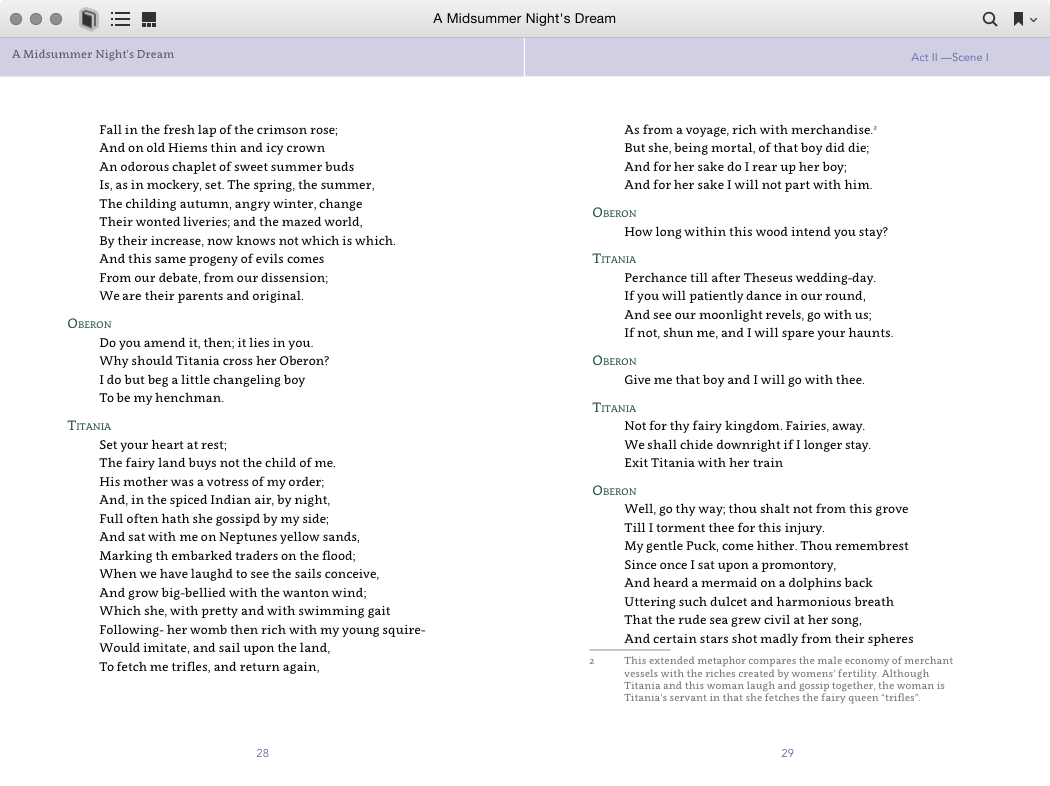 A Midsummer Night's Dream
A Midsummer Night's Dream
Act II —Scene I
Fall in the fresh lap of the crimson rose;
And on old Hiems thin and icy crown
An odorous chaplet of sweet summer buds
Is, as in mockery, set. The spring, the summer,
The childing autumn, angry winter, change
Their wonted liveries; and the mazed world,
By their increase, now knows not which is which.
And this same progeny of evils comes
From our debate, from our dissension;
We are their parents and original.
Oberon
Do you amend it, then; it lies in you.
Why should Titania cross her Oberon?
I do but beg a little changeling boy
To be my henchman.
Titania
Set your heart at rest;
The fairy land buys not the child of me.
His mother was a votress of my order;
And, in the spiced Indian air, by night,
Full often hath she gossipd by my side;
And sat with me on Neptunes yellow sands,
Marking th embarked traders on the flood;
When we have laughd to see the sails conceive,
And grow big-bellied with the wanton wind;
Which she, with pretty and with swimming gait
Following- her womb then rich with my young squire-
Would imitate, and sail upon the land,
To fetch me trifles, and return again,
28
As from a voyage, rich with merchandise.²
But she, being mortal, of that boy did die;
And for her sake do I rear up her boy;
And for her sake I will not part with him.
Oberon
How long within this wood intend you stay?
Titania
Perchance till after Theseus wedding-day.
If you will patiently dance in our round,
And see our moonlight revels, go with us;
If not, shun me, and I will spare your haunts.
Oberon
Give me that boy and I will go with thee.
Titania
Not for thy fairy kingdom. Fairies, away.
We shall chide downright if I longer stay.
Exit Titania with her train
Oberon
Well, go thy way; thou shalt not from this grove
Till I torment thee for this injury.
My gentle Puck, come hither. Thou remembrest
Since once I sat upon a promontory,
And heard a mermaid on a dolphins back
Uttering such dulcet and harmonious breath
That the rude sea grew civil at her song,
And certain stars shot madly from their spheres
2 This extended metaphor compares the male economy of merchant
vessels with the riches created by womens' fertility. Although
Titania and this woman laugh and gossip together, the woman is
Titania's servant in that she fetches the fairy queen “trifles”.
29